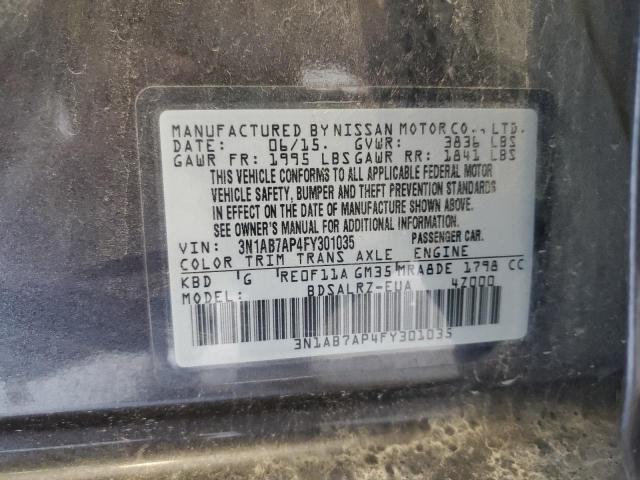 MANUFACTURED BY NISSAN MOTOR CO., LTD.
DATE: 06/15. GVWR: 3836 LBS
GAWR FR: 1995 LBS GAWR RR: 1841 LBS
THIS VEHICLE CONFORMS TO ALL APPLICABLE FEDERAL MOTOR
VEHICLE SAFETY, BUMPER AND THEFT PREVENTION STANDARDS
IN EFFECT ON THE DATE OF MANUFACTURE SHOWN ABOVE.
SEE OWNER'S MANUAL FOR ADDITIONAL INFORMATION.
VIN: 3N1AB7AP4FY301035 PASSENGER CAR.
COLOR TRIM TRANS AXLE ENGINE
KBD G RE0F11A GM35 MRA8DE 1798 CC
MODEL: BDSALRZ-EUA 4Z000
3N1AB7AP4FY301035